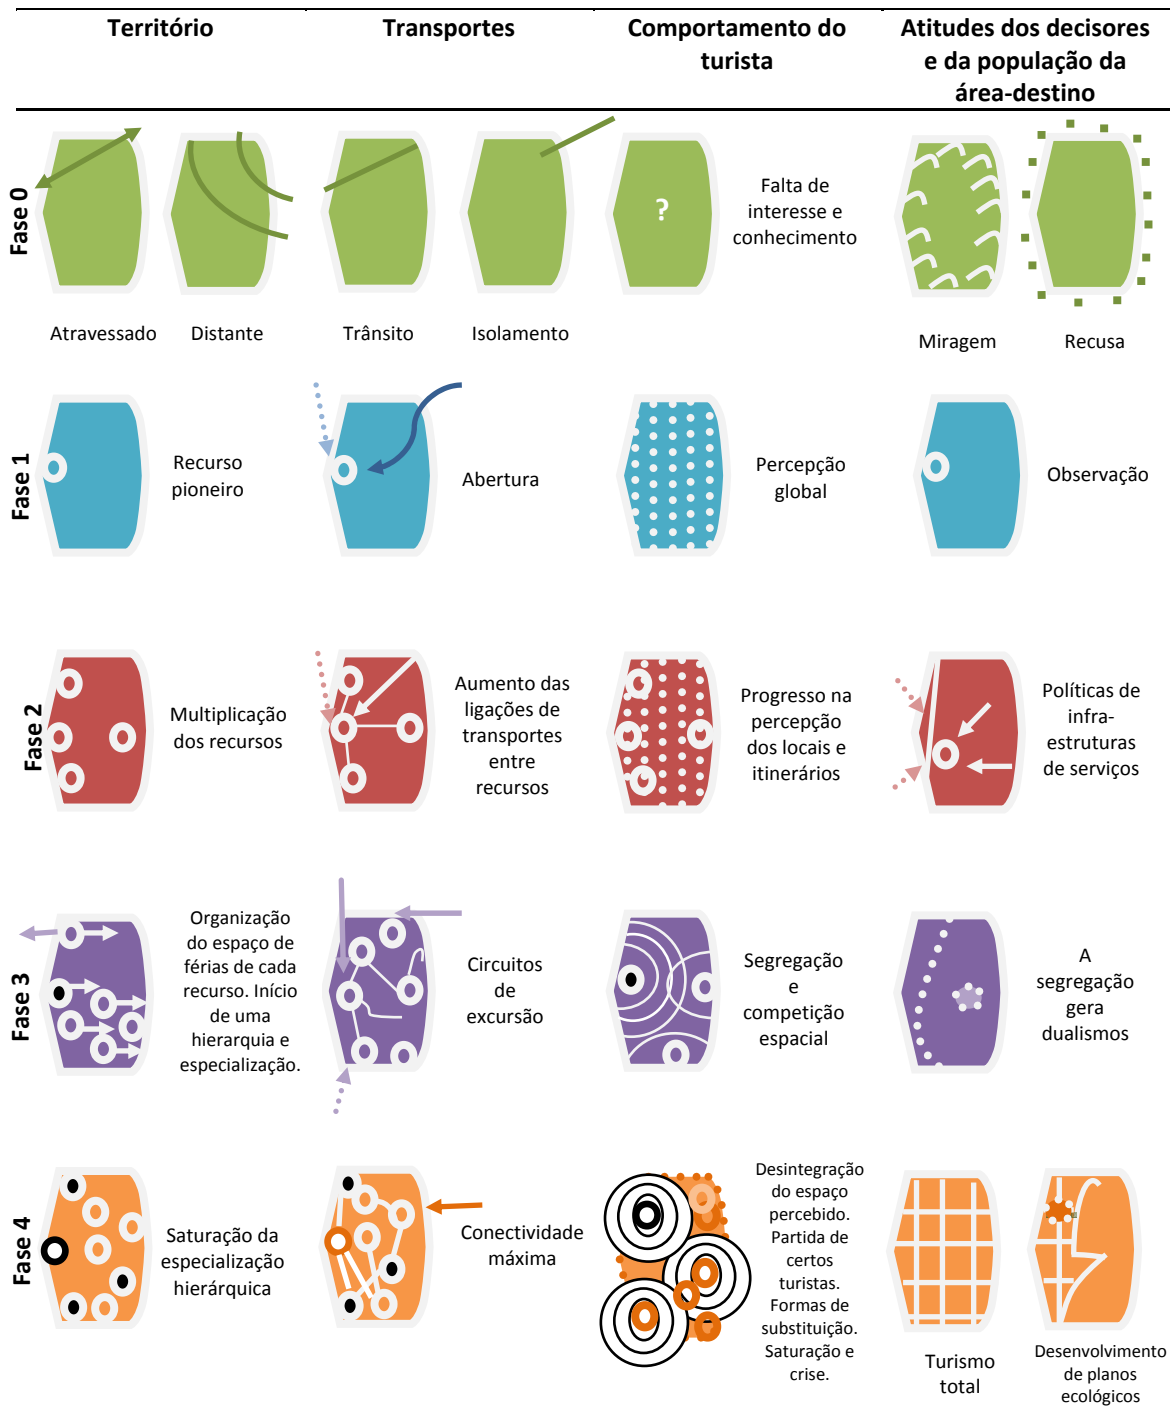 Território
Transportes
Comportamento do
turista
Atitudes dos decisores
e da população da
área-destino
Fase 0
?
Falta de
interesse e
conhecimento
Atravessado
Distante
Trânsito
Isolamento
Miragem
Recusa
Fase 1
Recurso
pioneiro
Abertura
Percepção
global
Observação
Fase 2
Multiplicação
dos recursos
Aumento das
ligações de
transportes
entre
recursos
Progresso na
percepção
dos locais e
itinerários
Políticas de
infra-
estruturas
de serviços
Fase 3
Organização
do espaço de
férias de cada
recurso. Início
de uma
hierarquia e
especialização.
Circuitos
de
excursão
Segregação
e
competição
espacial
A
segregação
gera
dualismos
Fase 4
Saturação da
especialização
hierárquica
Conectividade
máxima
Desintegração
do espaço
percebido.
Partida de
certos
turistas.
Formas de
substituição.
Saturação e
crise.
Turismo
total
Desenvolvimento
de planos
ecológicos